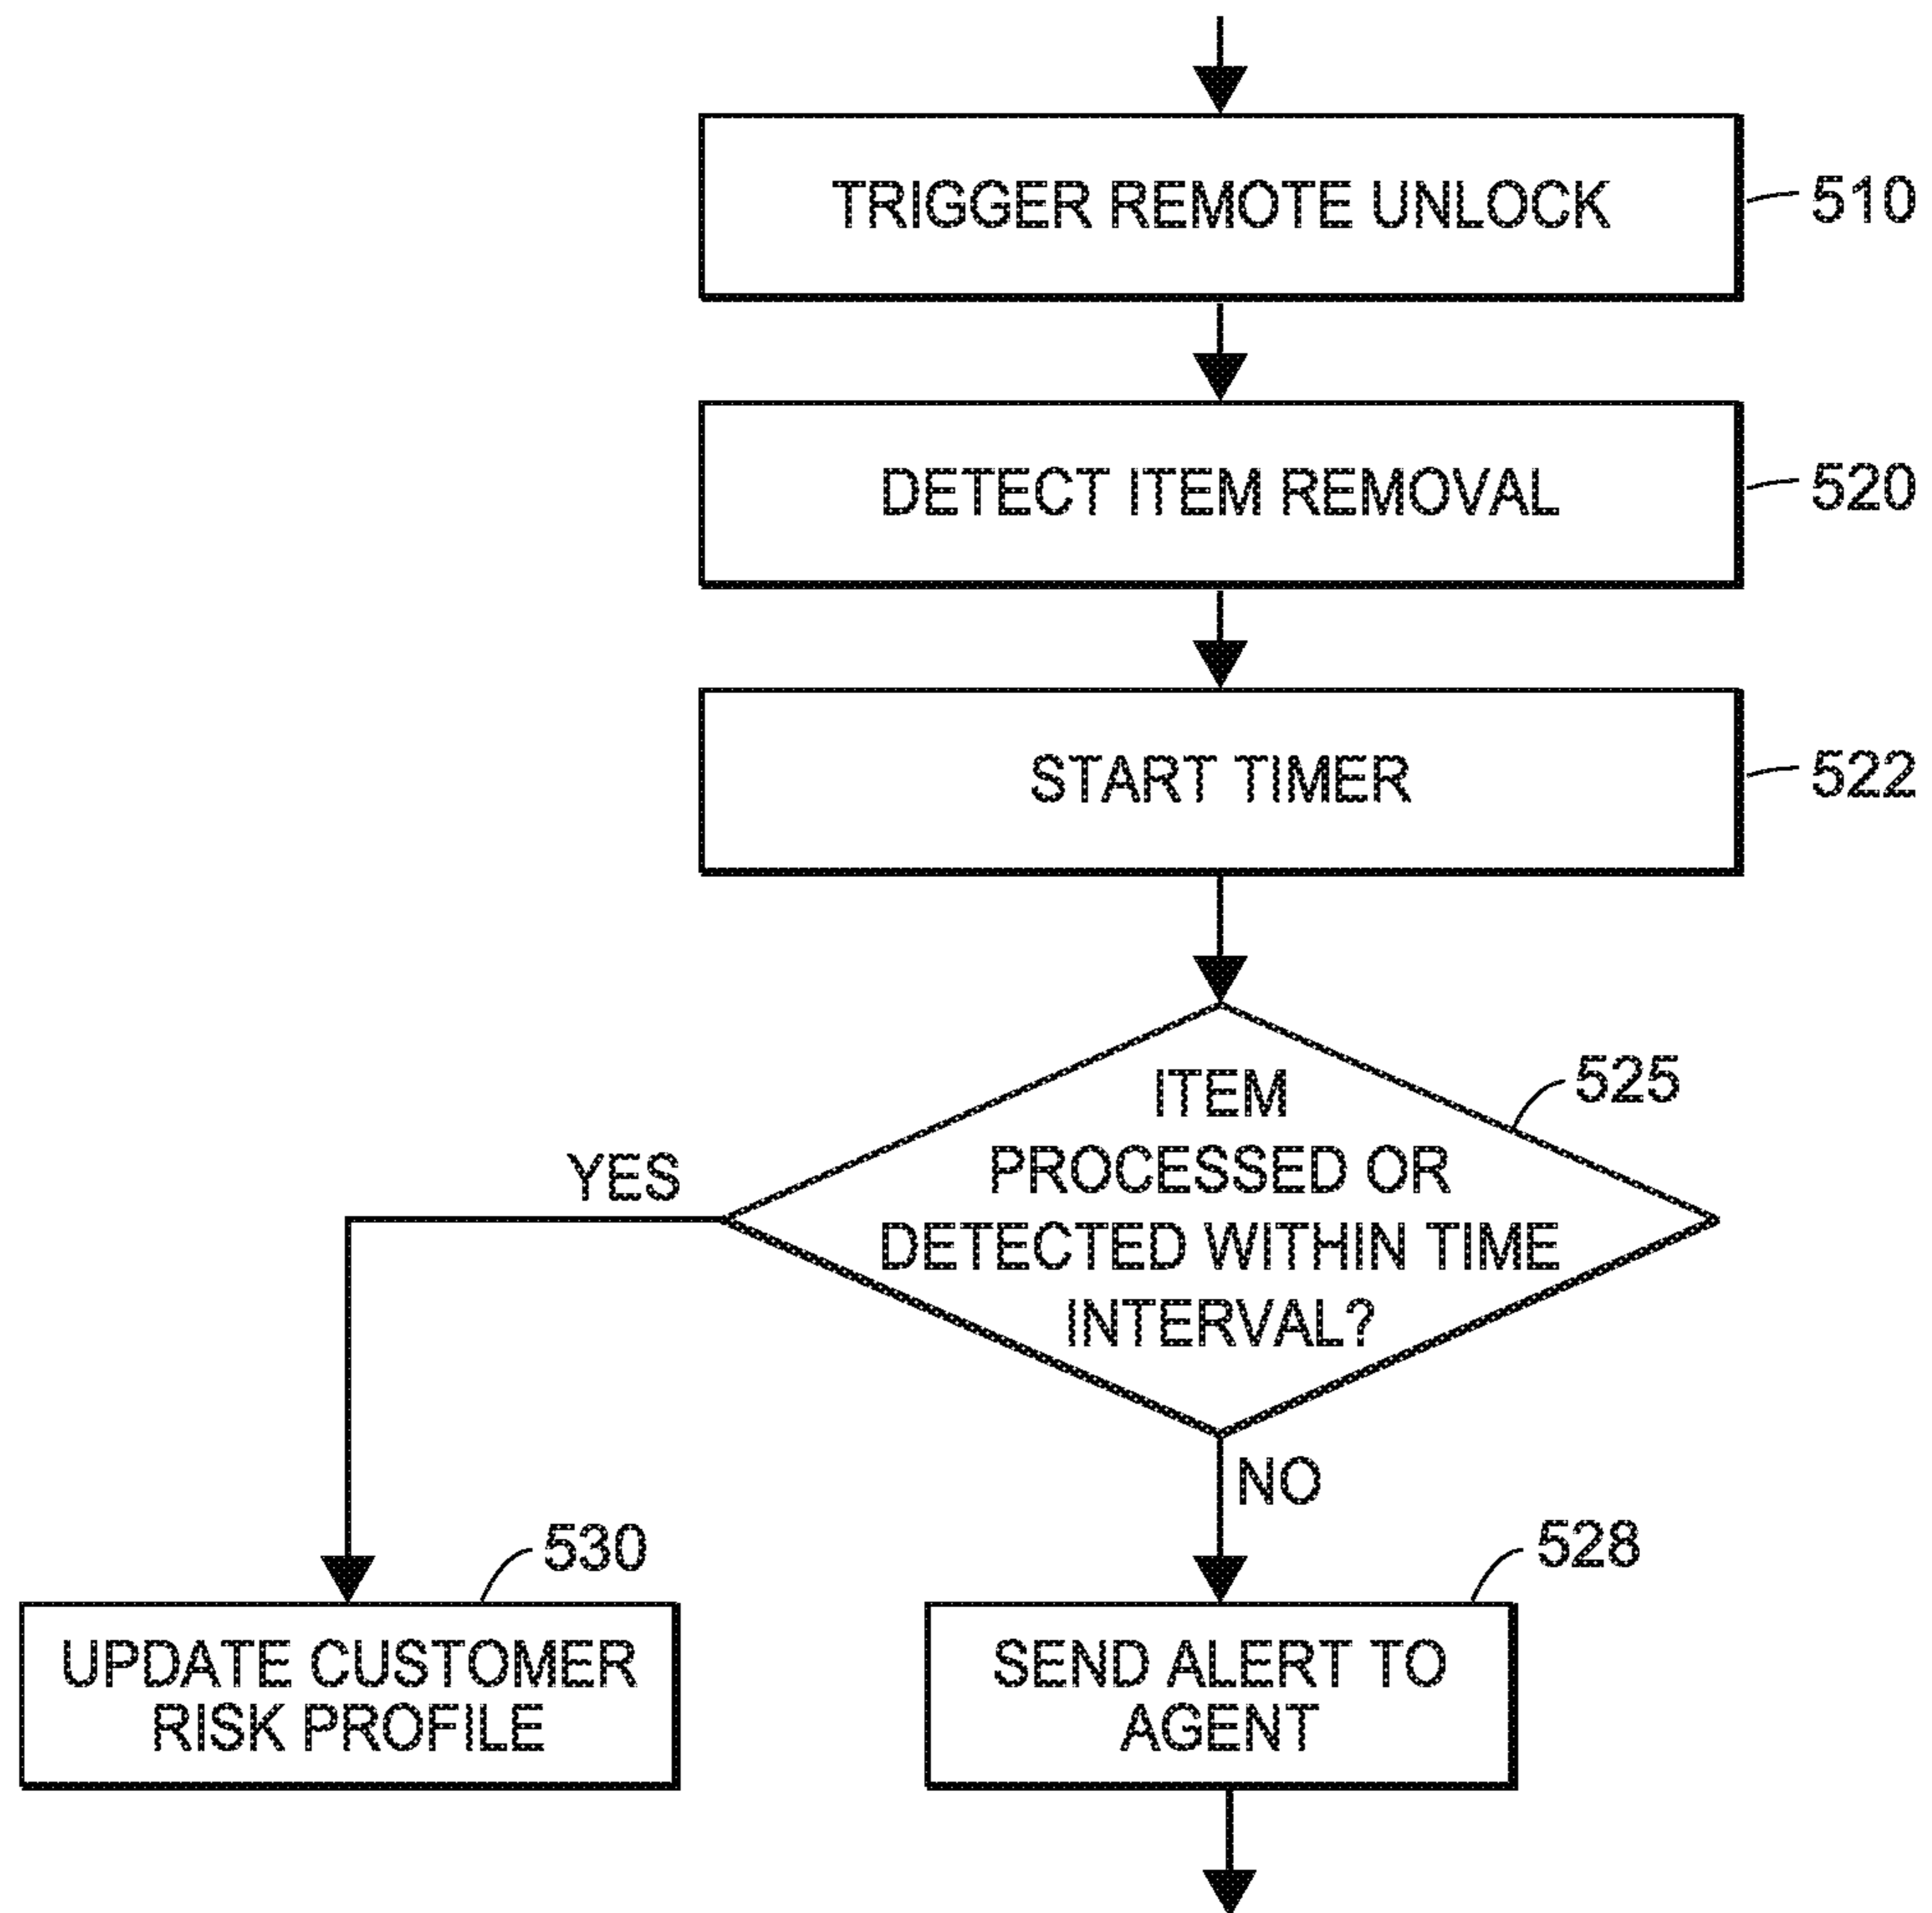 TRIGGER REMOTE UNLOCK
510
DETECT ITEM REMOVAL
520
START TIMER
522
ITEM
PROCESSED OR
DETECTED WITHIN TIME
INTERVAL?
525
YES
NO
530
UPDATE CUSTOMER
RISK PROFILE
528
SEND ALERT TO
AGENT